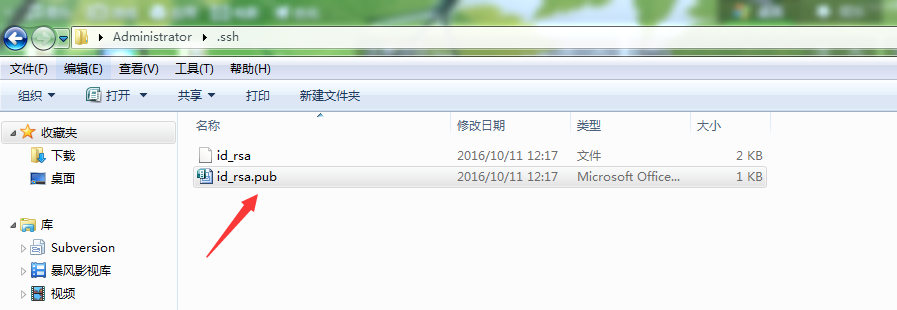 Administrator .ssh
文件(F) 编辑(E) 查看(V) 工具(T) 帮助(H)
组织 打开 共享 打印 新建文件夹
收藏夹
下载
桌面
库
Subversion
暴风影视库
视频
名称 修改日期 类型 大小
id_rsa 2016/10/11 12:17 文件 2 KB
id_rsa.pub 2016/10/11 12:17 Microsoft Office... 1 KB